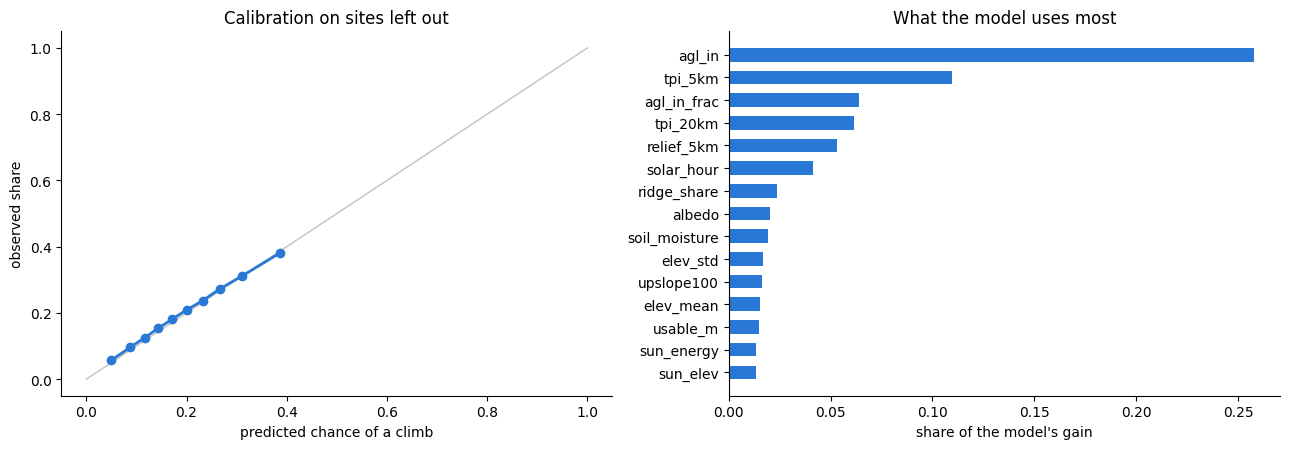 Calibration on sites left out
1.0
0.8
0.6
0.4
0.2
0.0
observed share
0.0 0.2 0.4 0.6 0.8 1.0
predicted chance of a climb
What the model uses most
agl_in
tpi_5km
agl_in_frac
tpi_20km
relief_5km
solar_hour
ridge_share
albedo
soil_moisture
elev_std
upslope100
elev_mean
usable_m
sun_energy
sun_elev
0.00 0.05 0.10 0.15 0.20 0.25
share of the model's gain